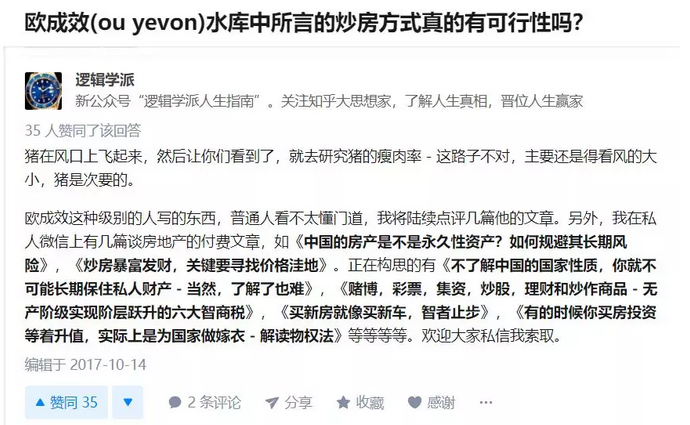 欧成效(ou yevon)水库中所言的炒房方式真的有可行性吗？
逻辑学派
新公众号“逻辑学派人生指南”。关注知乎大思想家，了解人生真相，晋位人生赢家
35 人赞同了该回答
猪在风口上飞起来，然后让你们看到了，就去研究猪的瘦肉率 - 这路子不对，主要还是得看风的大
小，猪是次要的。
欧成效这种级别的人写的东西，普通人看不太懂门道，我将陆续点评几篇他的文章。另外，我在私
人微信上有几篇谈房地产的付费文章，如《中国的房产是不是永久性资产？如何规避其长期风
险》，《炒房暴富发财，关键要寻找价格洼地》。正在构思的有《不了解中国的国家性质，你就不
可能长期保住私人财产 - 当然，了解了也难》，《赌博，彩票，集资，炒股，理财和炒作商品 - 无
产阶级实现阶层跃升的六大智商税》，《买新房就像买新车，智者止步》，《有的时候你买房投资
等着升值，实际上是为国家做嫁衣 - 解读物权法》等等等等。欢迎大家私信我索取。
编辑于 2017-10-14
赞同 35 2 条评论 分享 收藏 感谢 ···